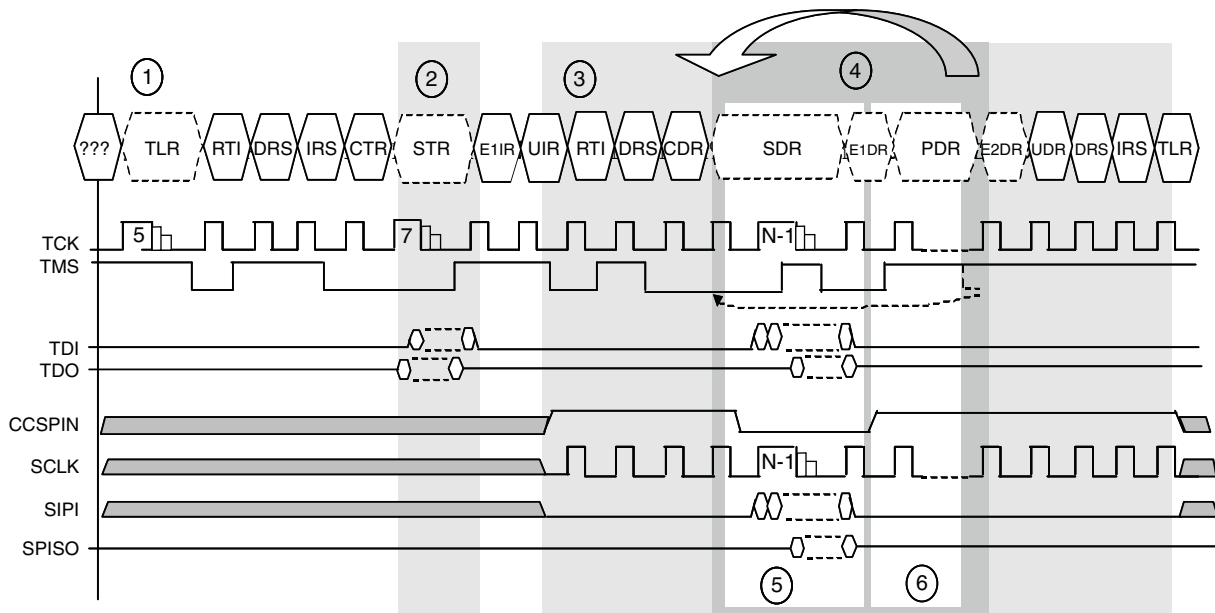 1 2 3 4
??? TLR RTI DRS IRS CTR STR E1IR UIR RTI DRS CDR SDR E1DR PDR E2DR UDR DRS IRS TLR
TCK 5 7 N-1
TMS
TDI
TDO
CCSPIN
SCLK N-1
SIPI
SPISO
5 6